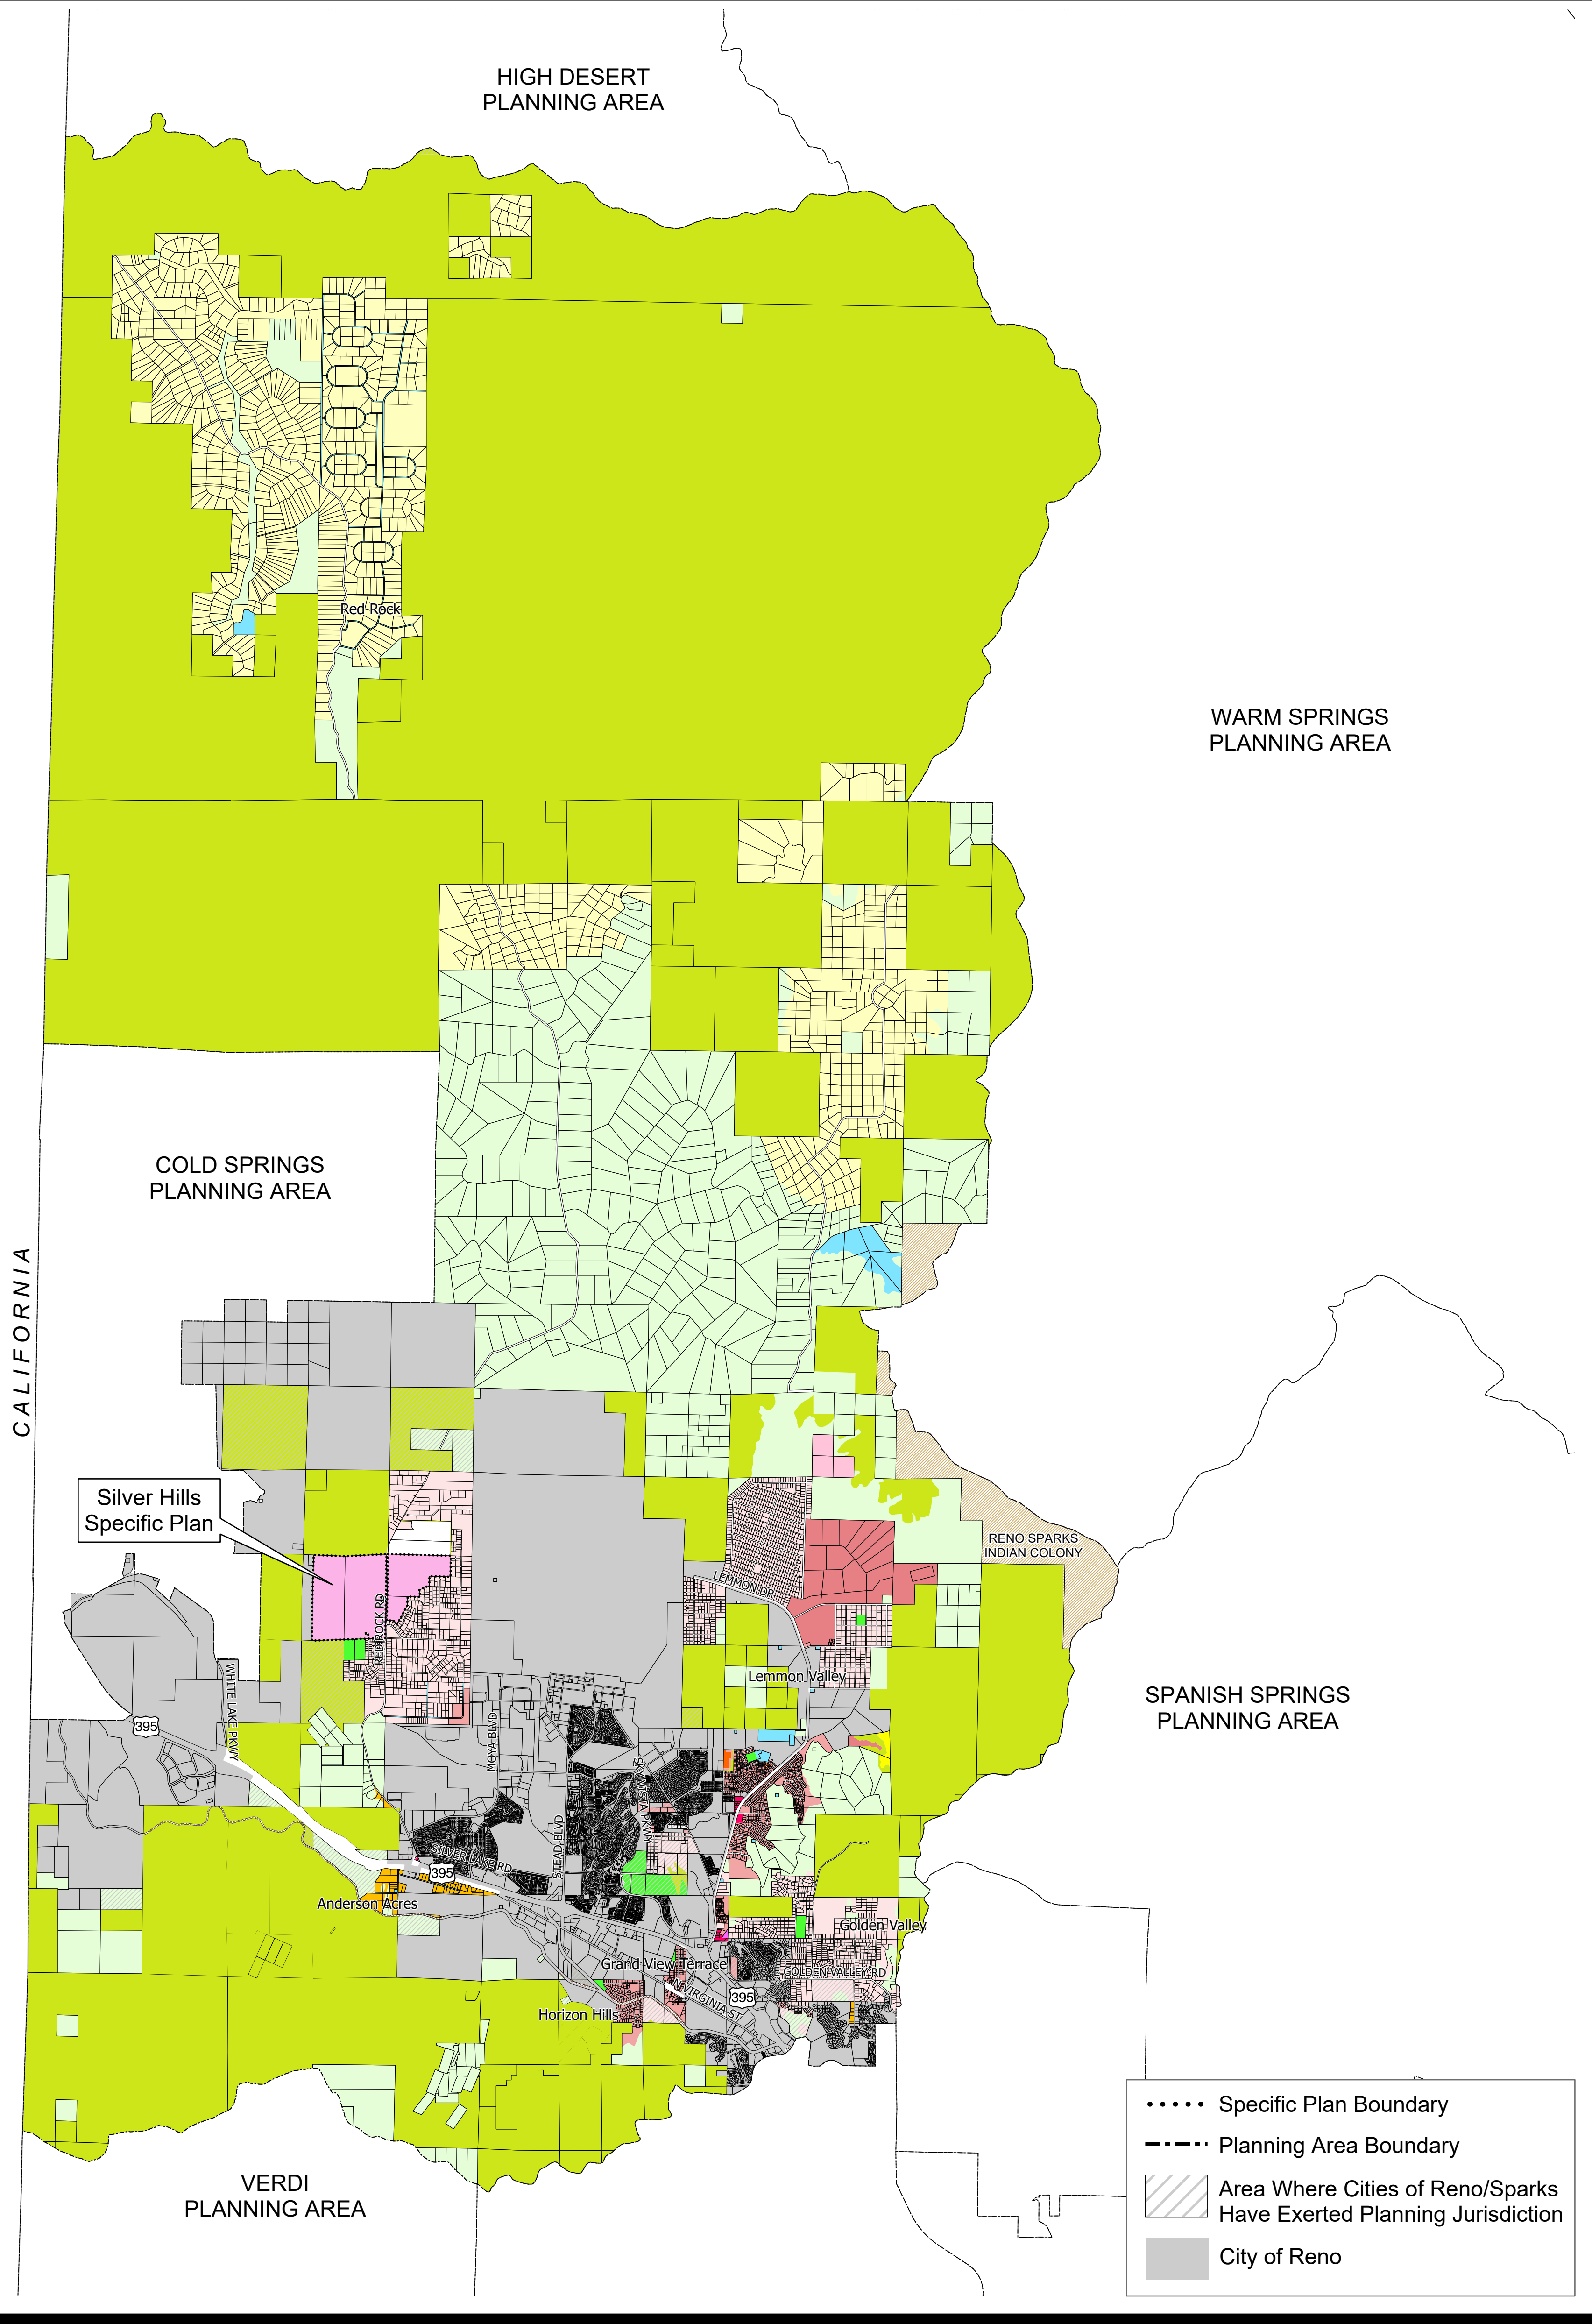 HIGH DESERT
PLANNING AREA
Red Rock
WARM SPRINGS
PLANNING AREA
COLD SPRINGS
PLANNING AREA
CALIFORNIA
Silver Hills
Specific Plan
RENO SPARKS
INDIAN COLONY
LEMMON DR
RED ROCK RD
Lemmon Valley
WHITE LAKE PKWY
SPANISH SPRINGS
PLANNING AREA
395
MOYA BLVD
SKY VISTA PKWY
STEAD BLVD
SILVER LAKE RD
395
Anderson Acres
Golden Valley
Grand View Terrace
E GOLDEN VALLEY RD
N VIRGINIA ST
395
Horizon Hills
VERDI
PLANNING AREA
Specific Plan Boundary
Planning Area Boundary
Area Where Cities of Reno/Sparks
Have Exerted Planning Jurisdiction
City of Reno